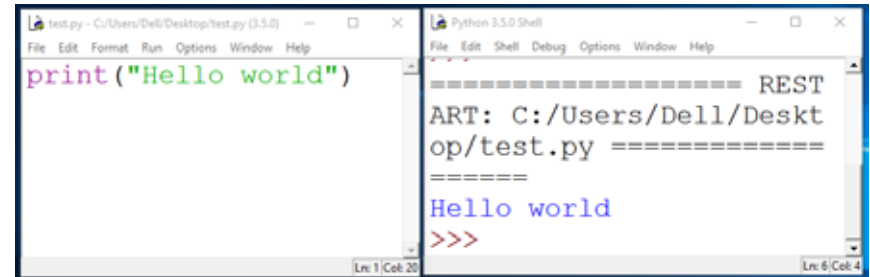 test.py - C:/Users/Dell/Desktop/test.py (3.5.0)
File Edit Format Run Options Window Help
print("Hello world")
Ln: 1 Col: 20
Python 3.5.0 Shell
File Edit Shell Debug Options Window Help
>>>
=================== REST
ART: C:/Users/Dell/Deskt
op/test.py =============
======
Hello world
>>>
Ln: 6 Col: 4